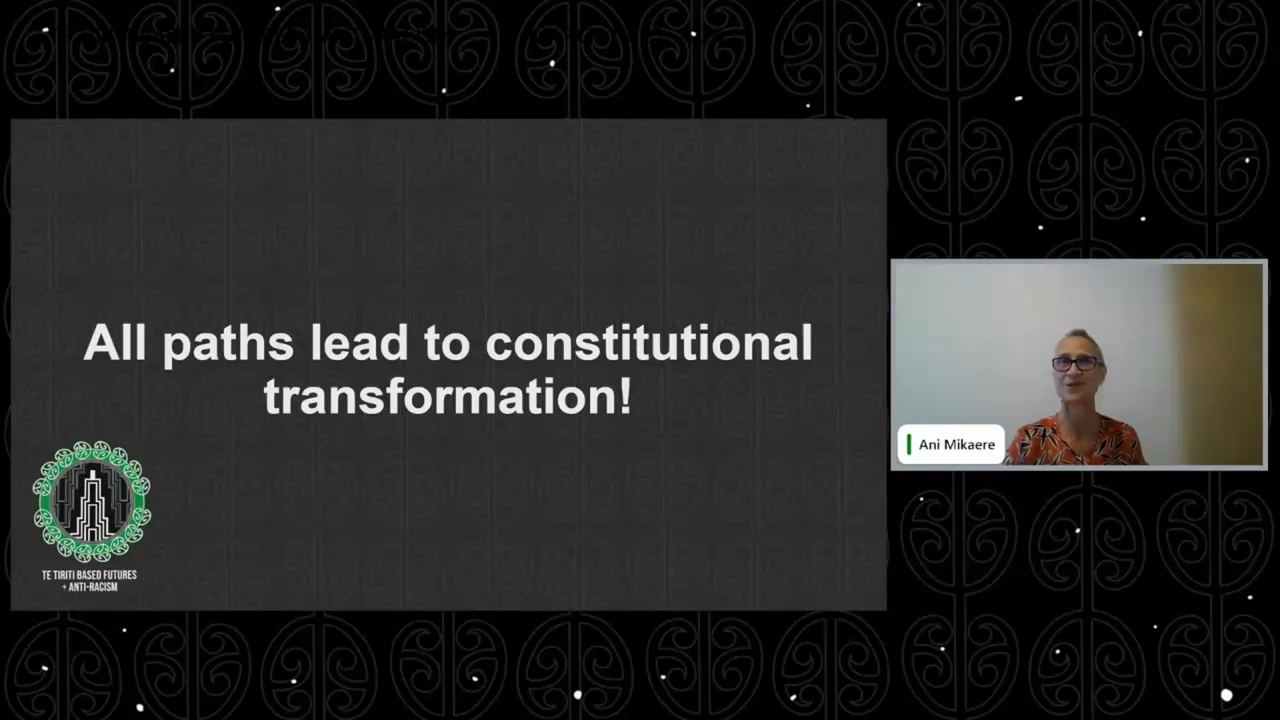 All paths lead to constitutional
transformation!
TE TIRITI BASED FUTURES
+ ANTI-RACISM
Ani Mikaere